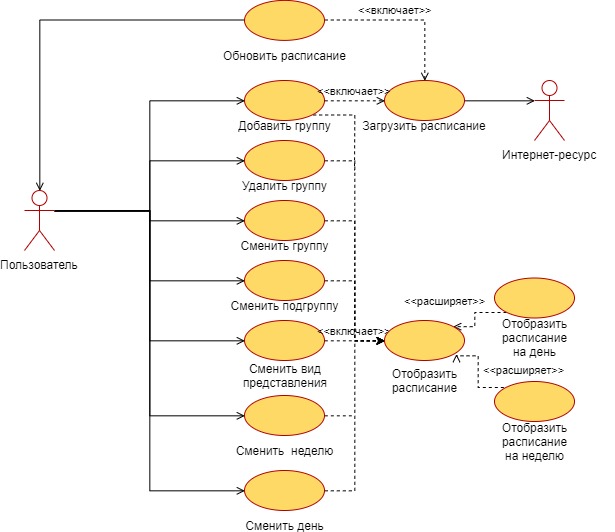 <<включает>>
Обновить расписание
<<включает>>
Добавить группу
Загрузить расписание
Интернет-ресурс
Удалить группу
Пользователь
Сменить группу
Сменить подгруппу
<<расширяет>>
Отобразить
расписание
на день
<<включает>>
Сменить вид
представления
Отобразить
расписание
<<расширяет>>
Отобразить
расписание
на неделю
Сменить неделю
Сменить день